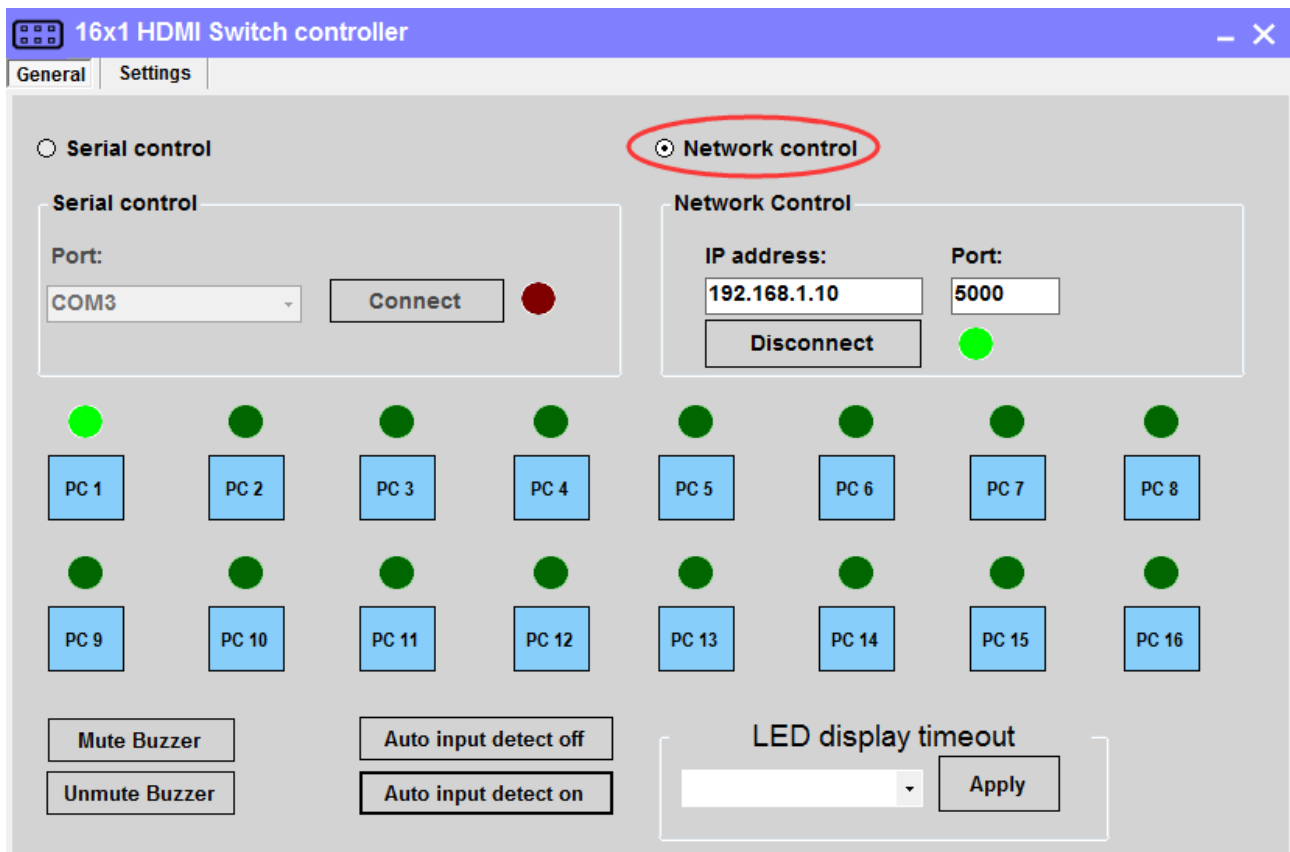 16x1 HDMI Switch controller
General Settings
Serial control Network control
Serial control Network Control
Port: IP address: Port:
COM3 Connect 192.168.1.10 5000
Disconnect
PC 1 PC 2 PC 3 PC 4 PC 5 PC 6 PC 7 PC 8
PC 9 PC 10 PC 11 PC 12 PC 13 PC 14 PC 15 PC 16
Mute Buzzer Auto input detect off LED display timeout
Unmute Buzzer Auto input detect on Apply